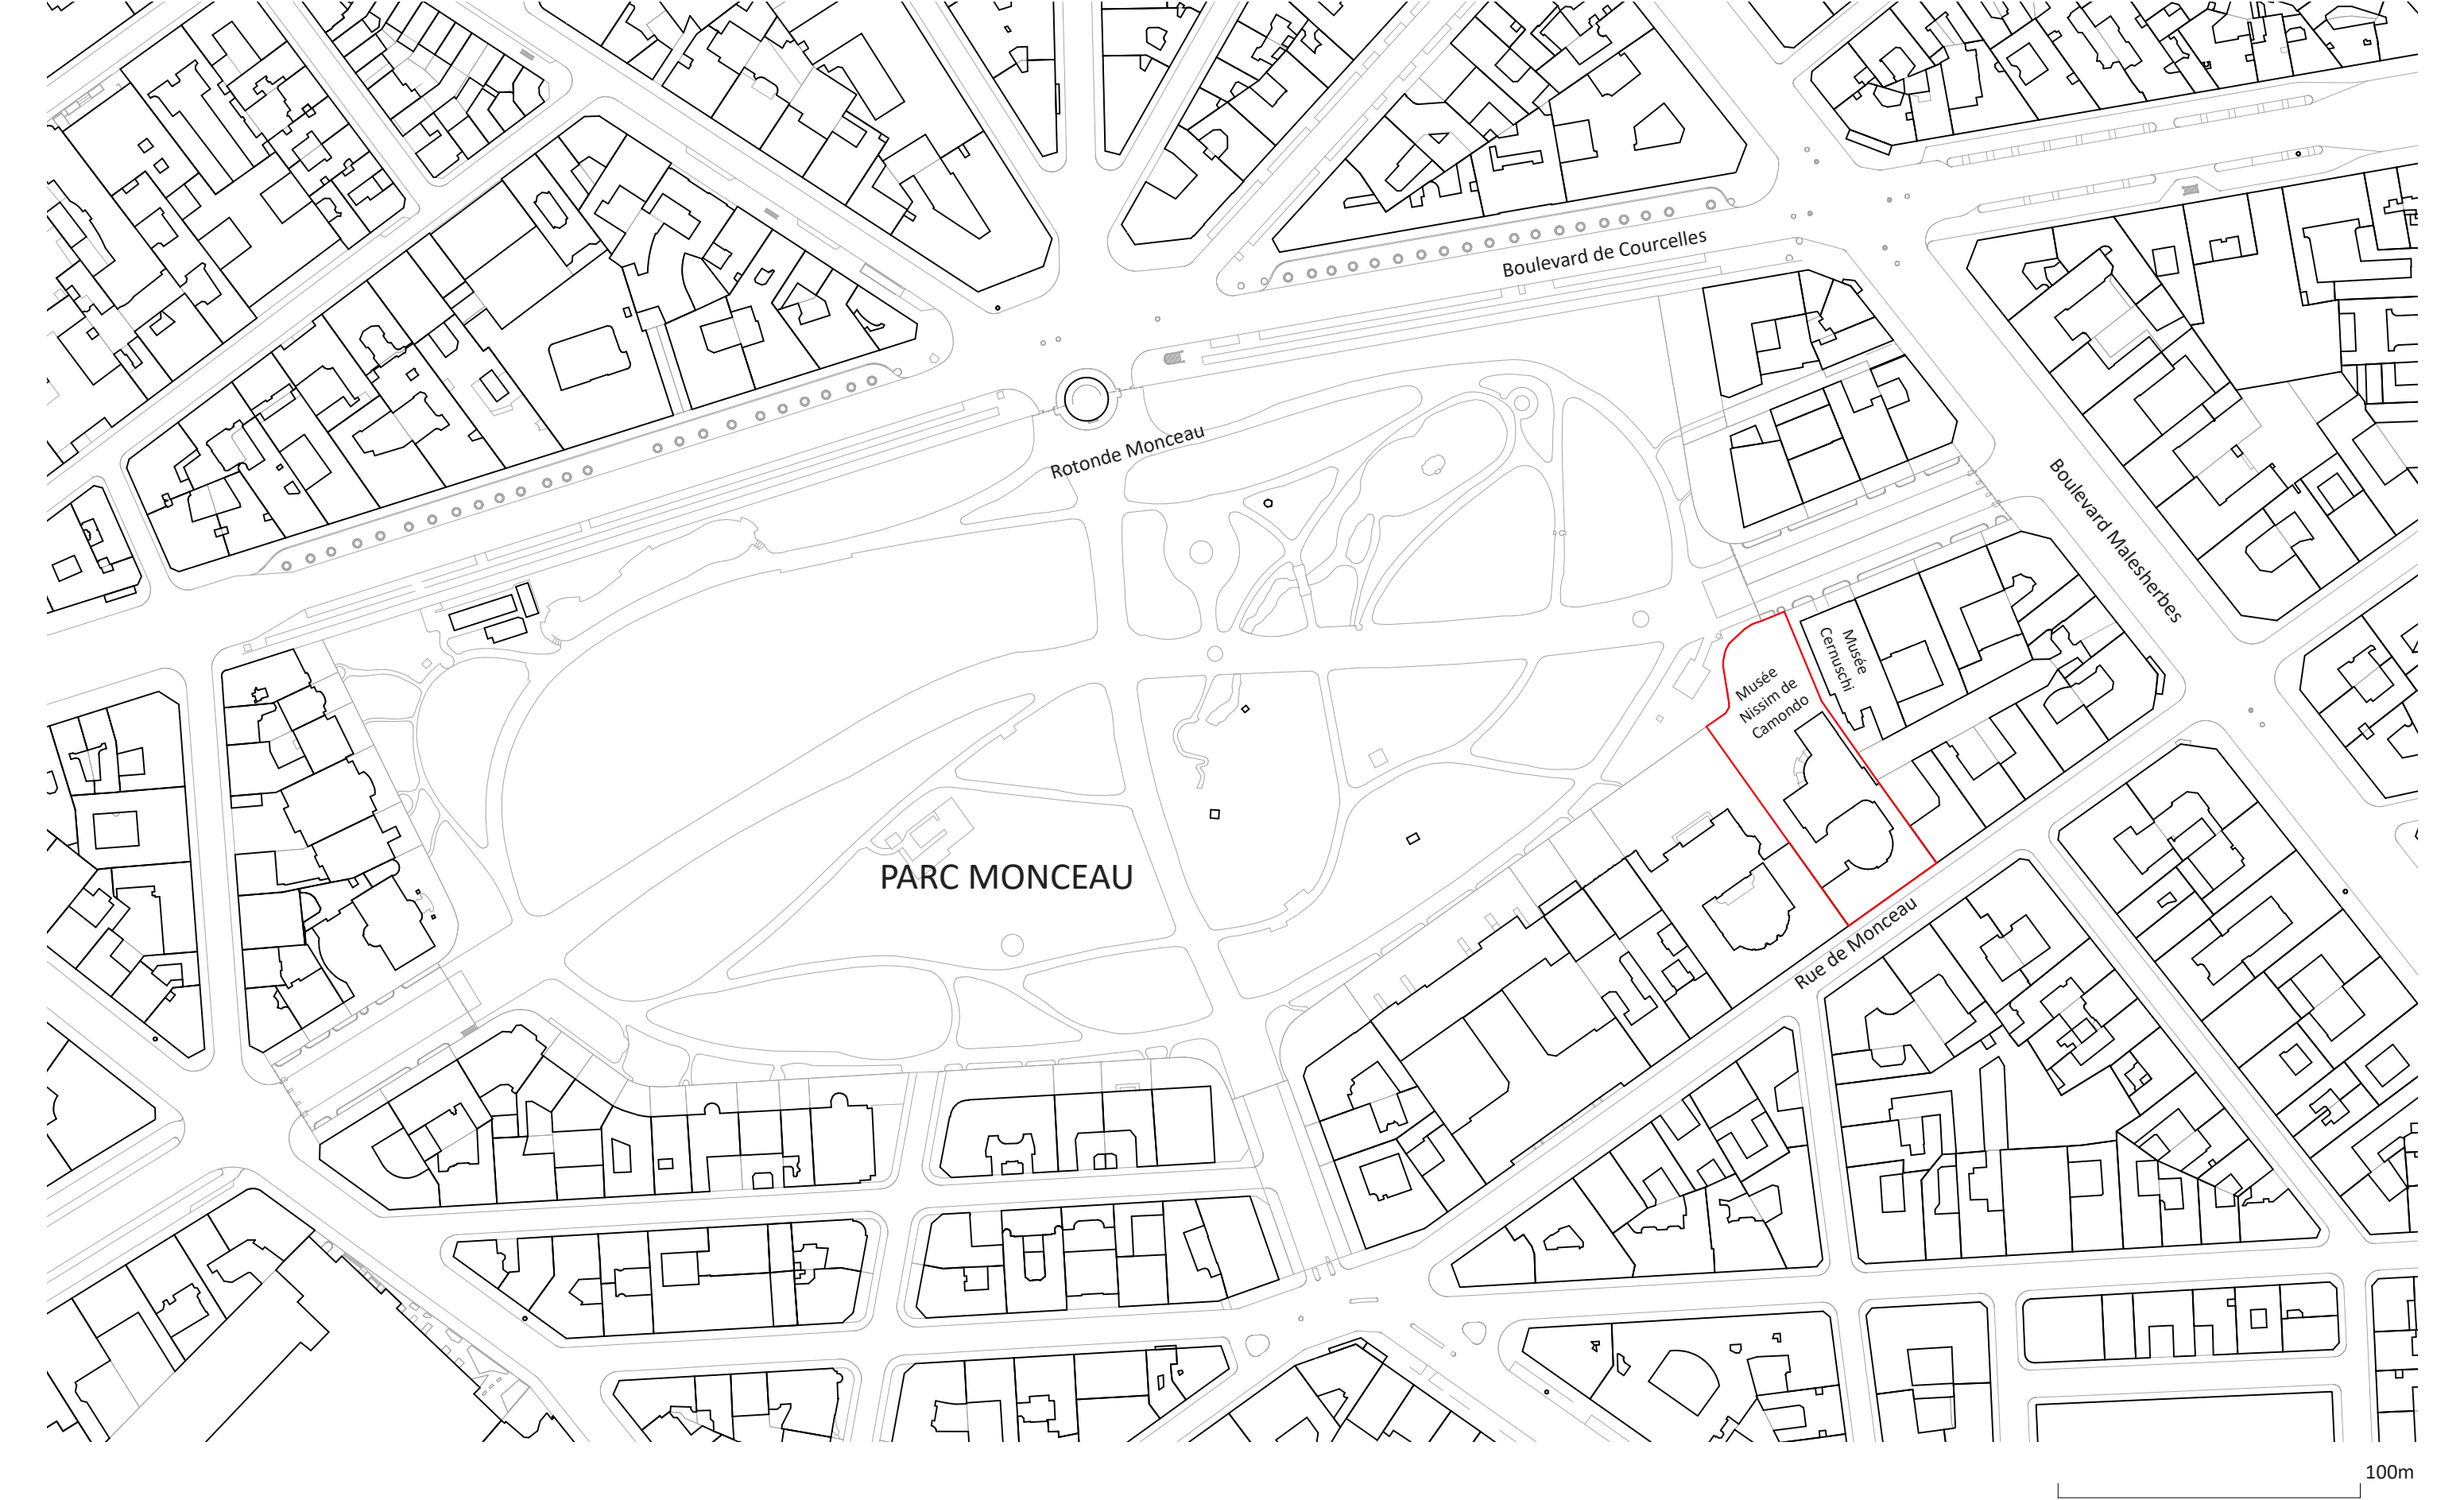 Boulevard de Courcelles
Rotonde Monceau
Boulevard Malesherbes
Musée
Cernuschi
Musée
Nissim de
Camondo
PARC MONCEAU
Rue de Monceau
100m